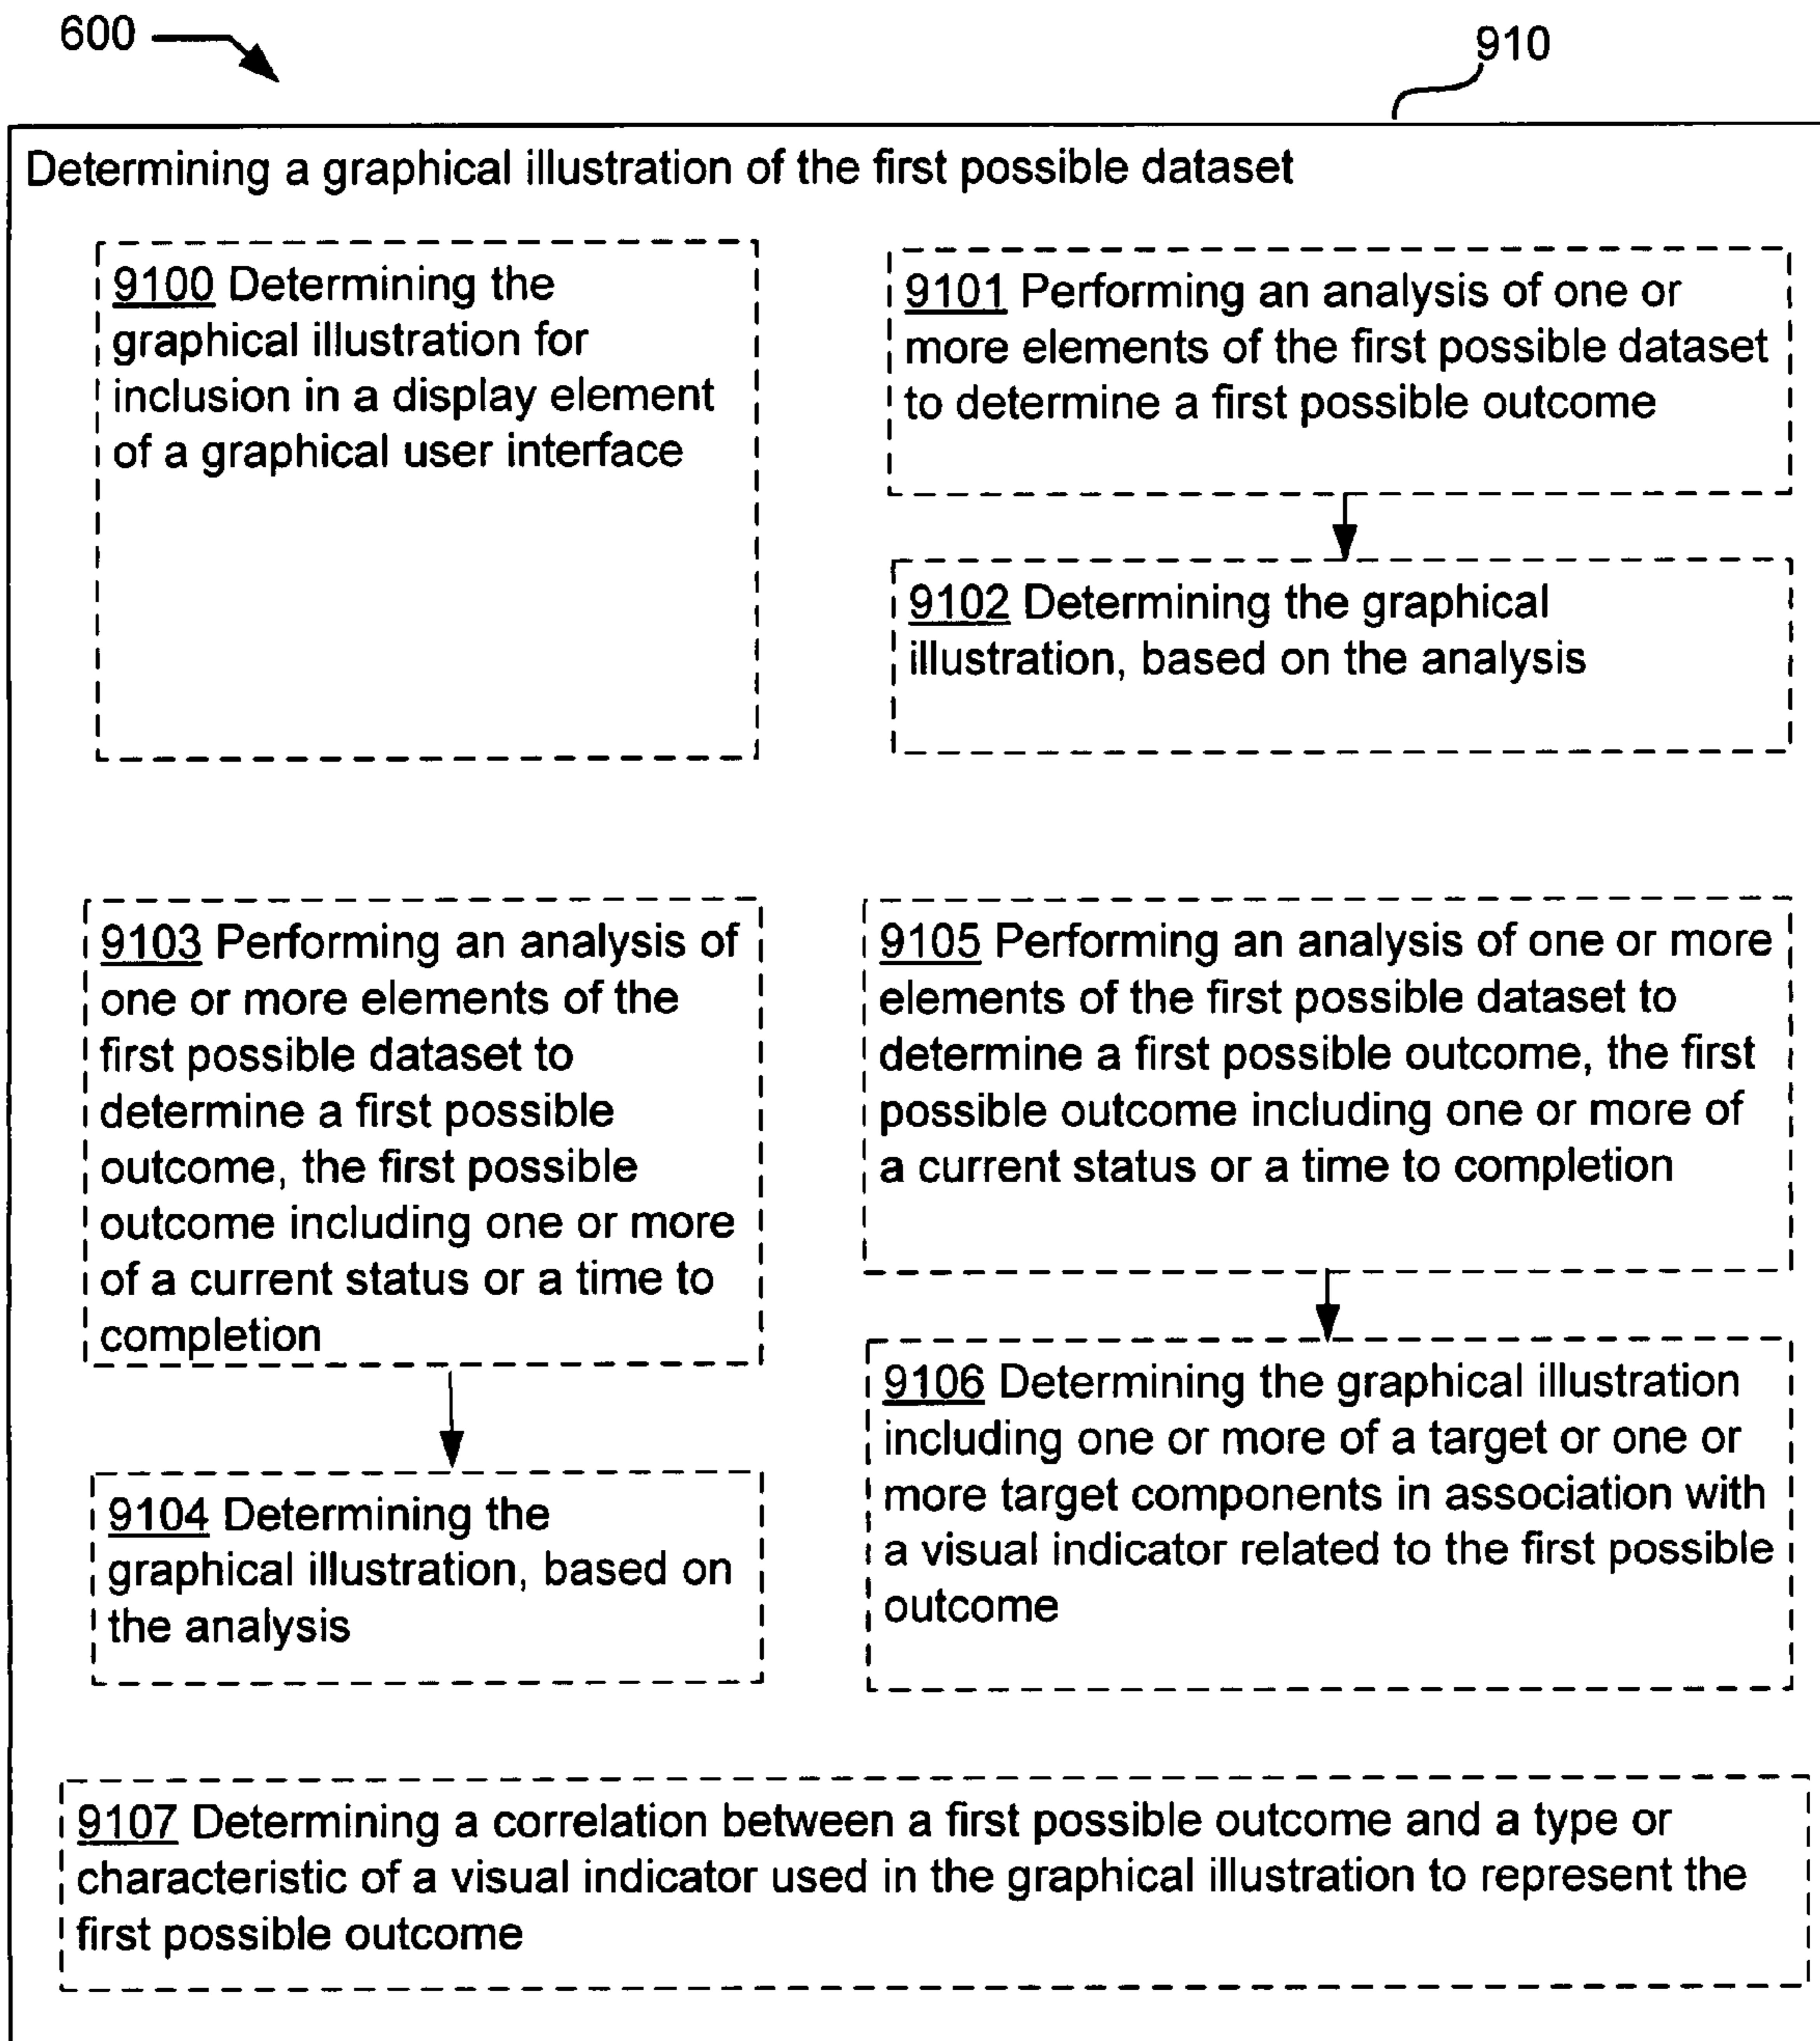 600
910
Determining a graphical illustration of the first possible dataset
9100 Determining the
graphical illustration for
inclusion in a display element
of a graphical user interface
9101 Performing an analysis of one or
more elements of the first possible dataset
to determine a first possible outcome
9102 Determining the graphical
illustration, based on the analysis
9103 Performing an analysis of
one or more elements of the
first possible dataset to
determine a first possible
outcome, the first possible
outcome including one or more
of a current status or a time to
completion
9104 Determining the
graphical illustration, based on
the analysis
9105 Performing an analysis of one or more
elements of the first possible dataset to
determine a first possible outcome, the first
possible outcome including one or more of
a current status or a time to completion
9106 Determining the graphical illustration
including one or more of a target or one or
more target components in association with
a visual indicator related to the first possible
outcome
9107 Determining a correlation between a first possible outcome and a type or
characteristic of a visual indicator used in the graphical illustration to represent the
first possible outcome